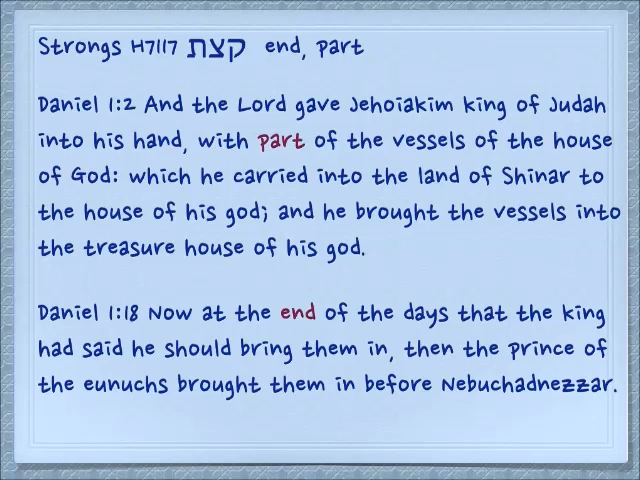 Strongs H7117 קצת end, part
Daniel 1:2 And the Lord gave Jehoiakim king of Judah
into his hand, with part of the vessels of the house
of God: which he carried into the land of Shinar to
the house of his god; and he brought the vessels into
the treasure house of his god.
Daniel 1:18 Now at the end of the days that the king
had said he should bring them in, then the prince of
the eunuchs brought them in before Nebuchadnezzar.